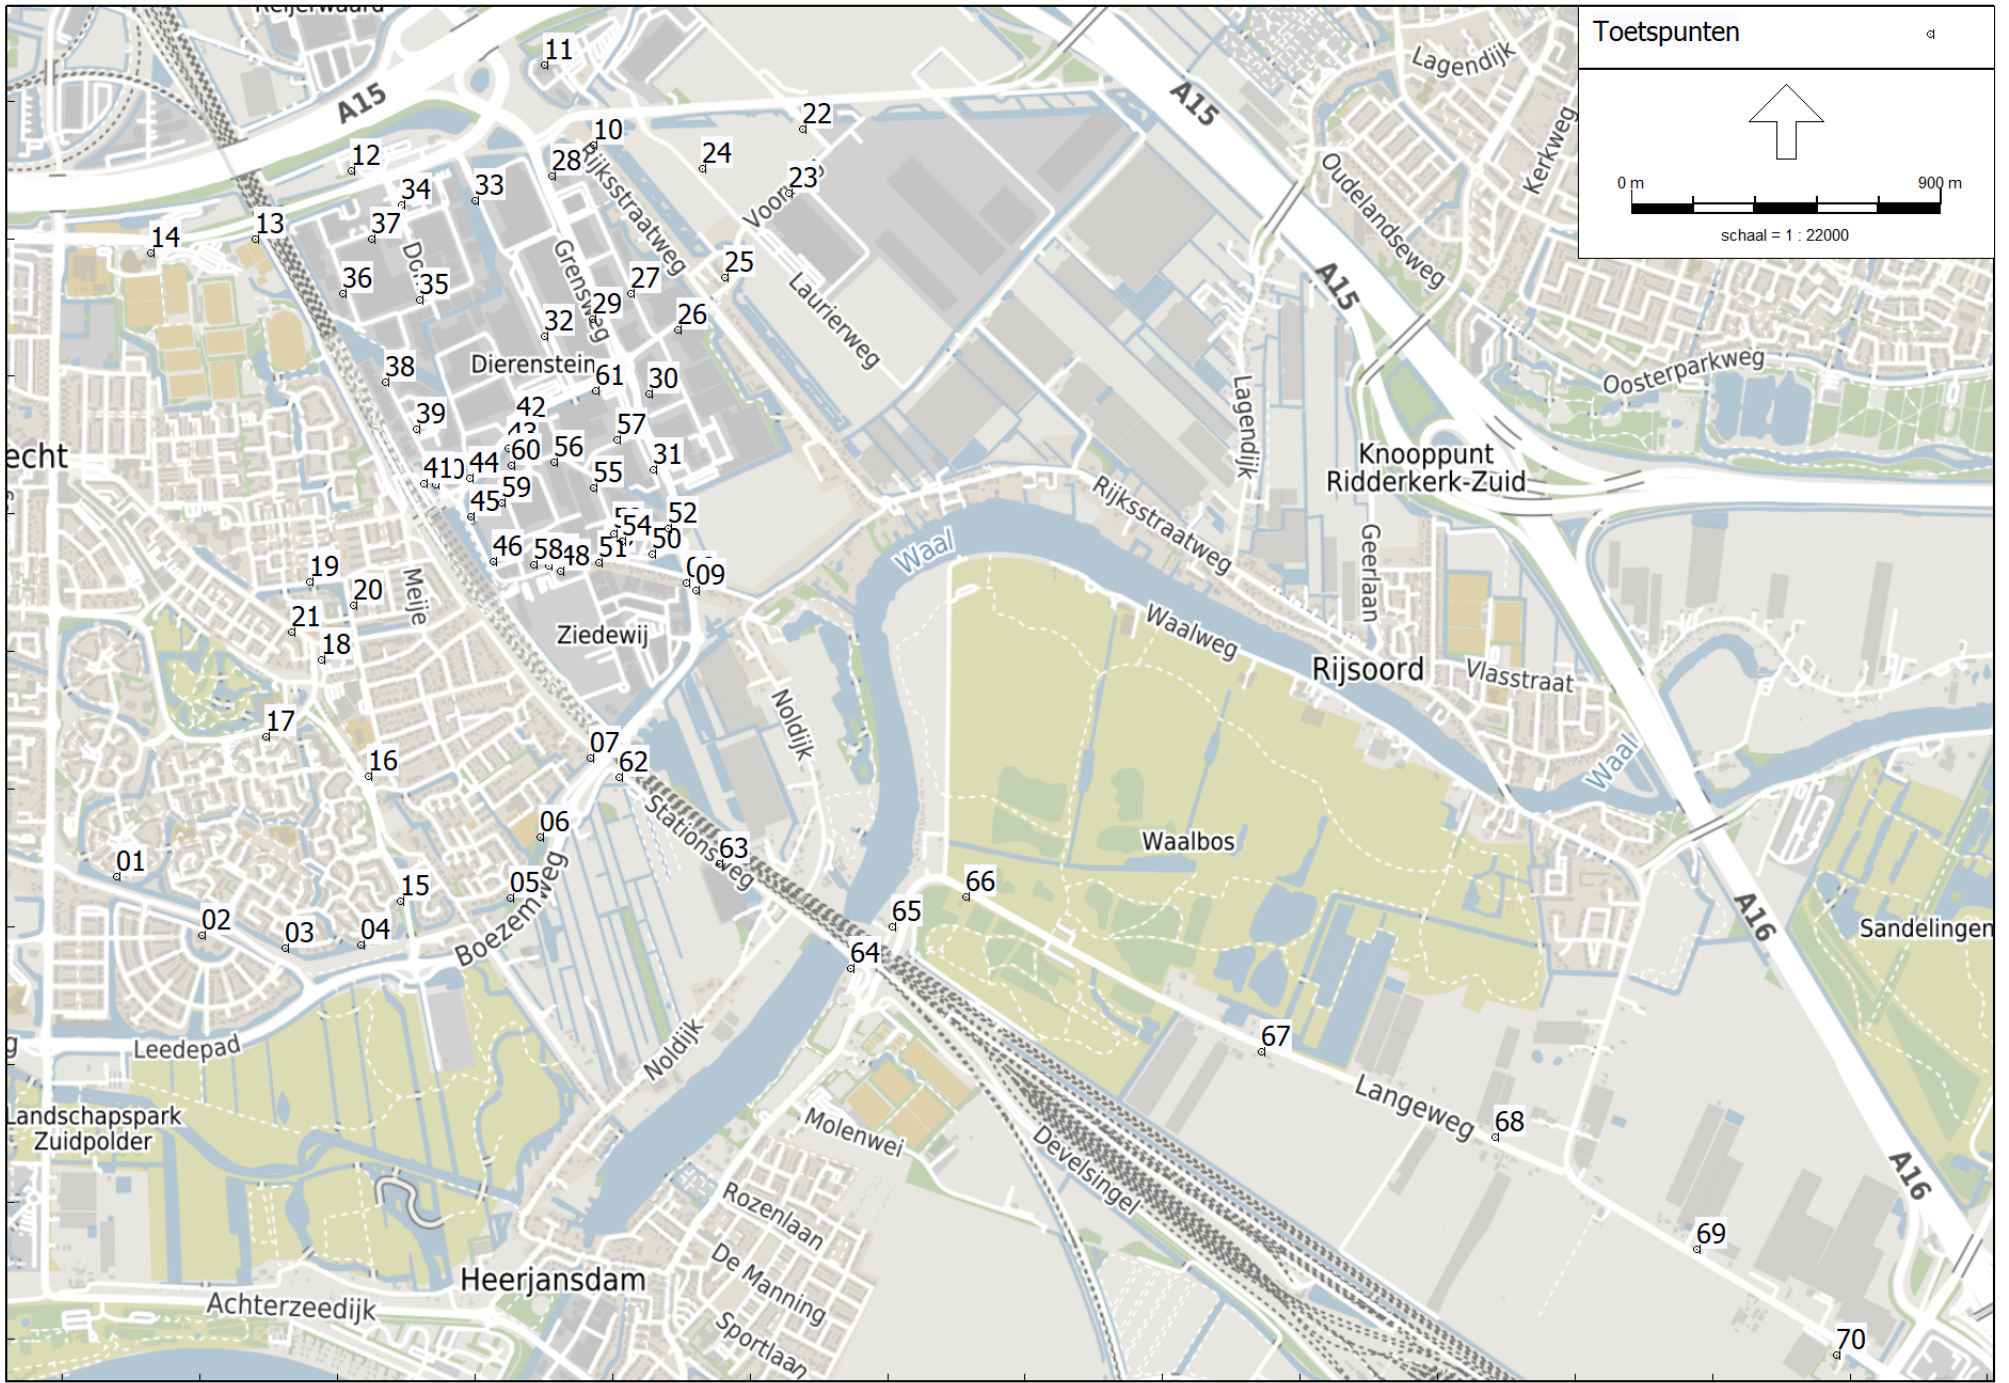 Reijerwaard
Toetspunten
0 m
900 m
schaal = 1 : 22000
11
A15
A15
Lagendijk
22
10
Kerkweg
12
28
24
Rijksstraatweg
23
Oudelandseweg
34
33
Voor
13
37
14
Grensweg
25
36
35
27
A15
29
26
Laurierweg
32
Dierenstein
38
61
30
Oosterparkweg
Lagendijk
39
42
43
57
echt
60
56
31
Knooppunt
Ridderkerk-Zuid
41
44
55
59
45
Rijksstraatweg
52
54
46
58
48
51
50
Waal
Geerlaan
19
Meije
09
20
21
Ziedewij
Waalweg
18
Rijsoord
Vlasstraat
17
Noldijk
07
62
16
Waal
Stationsweg
06
63
Waalbos
01
05
15
66
Boezemweg
02
03
04
65
A16
Sandelingen
64
67
Leedepad
Noldijk
Landschapspark
Zuidpolder
Molenwei
Langeweg
68
Develsingel
A16
Rozenlaan
69
De Manning
Heerjansdam
Achterzeedijk
Sportlaan
70